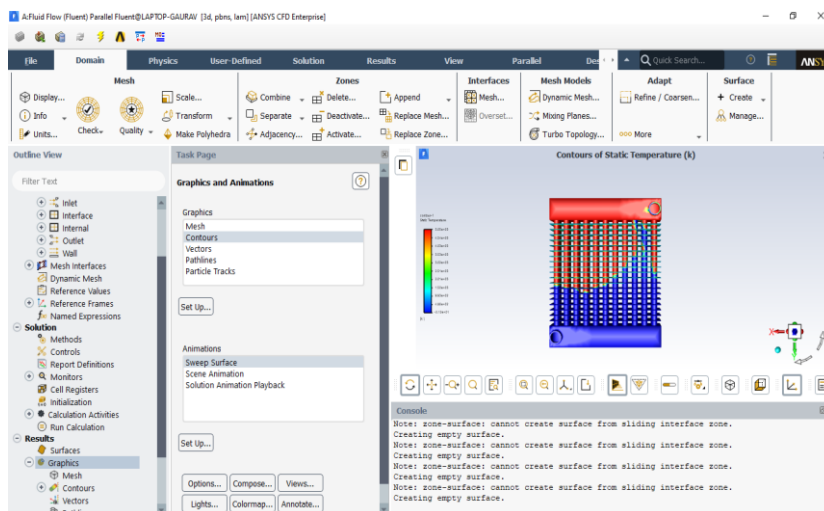 A:Fluid Flow (Fluent) Parallel Fluent@LAPTOP-GAURAV [3d, pbns, lam] [ANSYS CFD Enterprise]
File Domain Physics User-Defined Solution Results View Parallel Des Quick Search... ANSY
Mesh Zones Interfaces Mesh Models Adapt Surface
Display... Scale... Combine Delete... Append Mesh... Dynamic Mesh... Refine / Coarsen... Create
Info Check Quality Transform Separate Deactivate... Replace Mesh... Overset... Mixing Planes... Manage...
Units... Make Polyhedra Adjacency... Activate... Replace Zone... Turbo Topology... More
Outline View
Filter Text
Inlet
Interface
Internal
Outlet
Wall
Mesh Interfaces
Dynamic Mesh
Reference Values
Reference Frames
Named Expressions
Solution
Methods
Controls
Report Definitions
Monitors
Cell Registers
Initialization
Calculation Activities
Run Calculation
Results
Surfaces
Graphics
Mesh
Contours
Vectors
Task Page
Graphics and Animations
Graphics
Mesh
Contours
Vectors
Pathlines
Particle Tracks
Set Up...
Animations
Sweep Surface
Scene Animation
Solution Animation Playback
Set Up...
Options... Compose... Views...
Lights... Colormap... Annotate...
Contours of Static Temperature (k)
Console
Note: zone-surface: cannot create surface from sliding interface zone.
Creating empty surface.
Note: zone-surface: cannot create surface from sliding interface zone.
Creating empty surface.
Note: zone-surface: cannot create surface from sliding interface zone.
Creating empty surface.
Note: zone-surface: cannot create surface from sliding interface zone.
Creating empty surface.